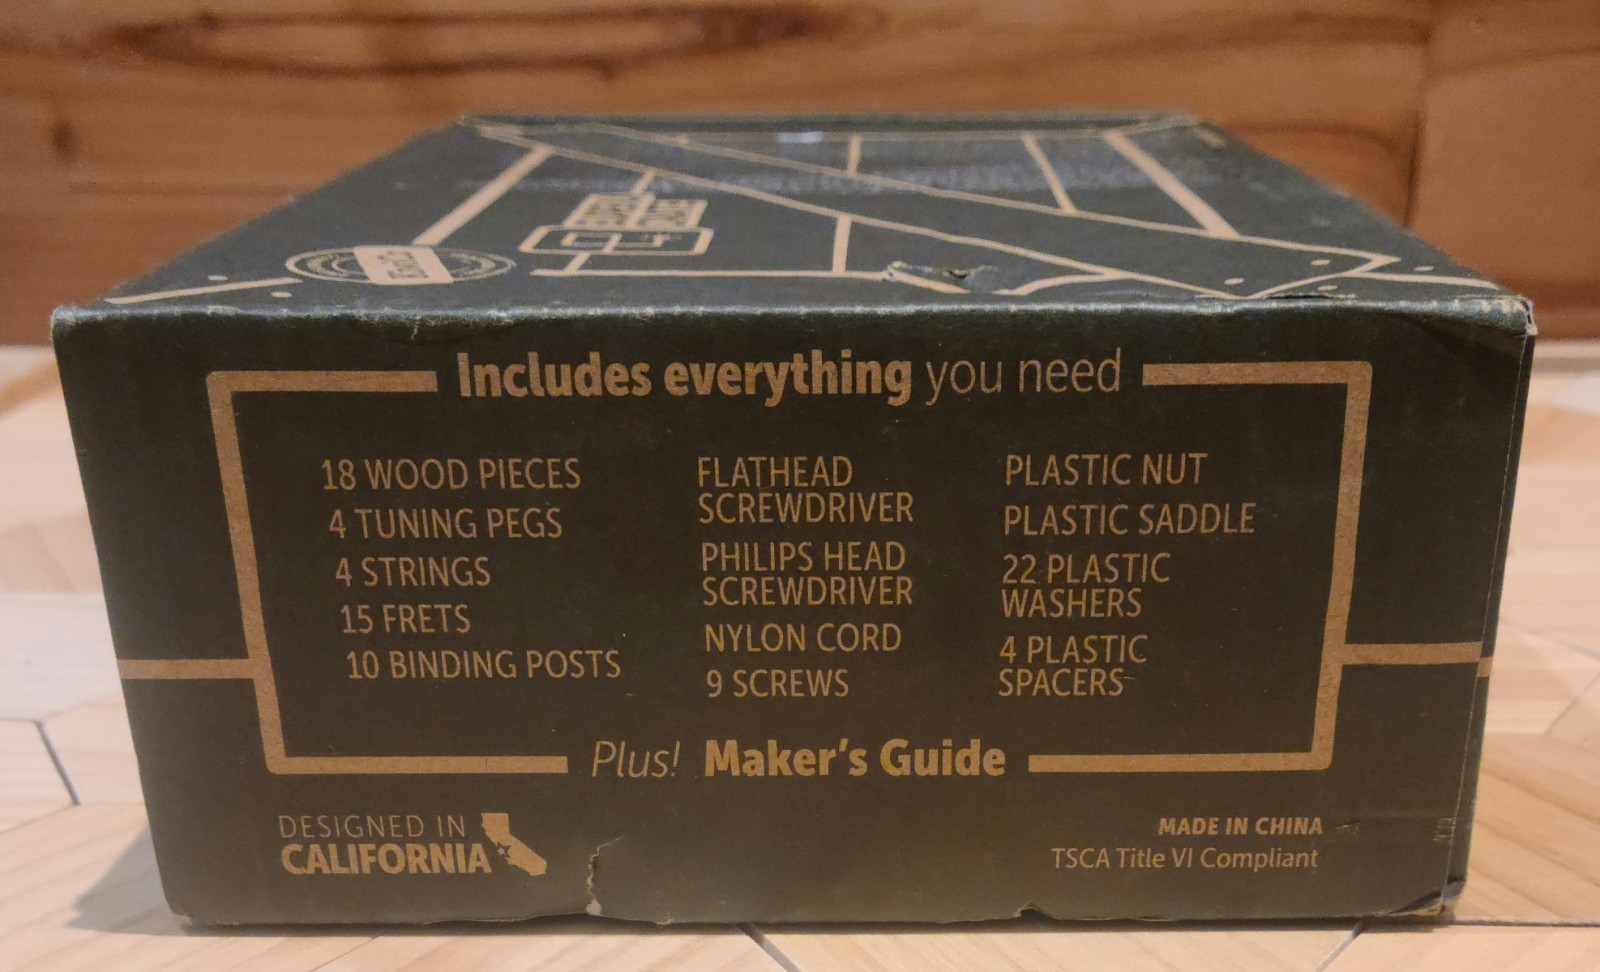 Includes everything you need
18 WOOD PIECES
4 TUNING PEGS
4 STRINGS
15 FRETS
10 BINDING POSTS
FLATHEAD
SCREWDRIVER
PHILIPS HEAD
SCREWDRIVER
NYLON CORD
9 SCREWS
PLASTIC NUT
PLASTIC SADDLE
22 PLASTIC
WASHERS
4 PLASTIC
SPACERS
Plus! Maker's Guide
DESIGNED IN
CALIFORNIA
MADE IN CHINA
TSCA Title VI Compliant